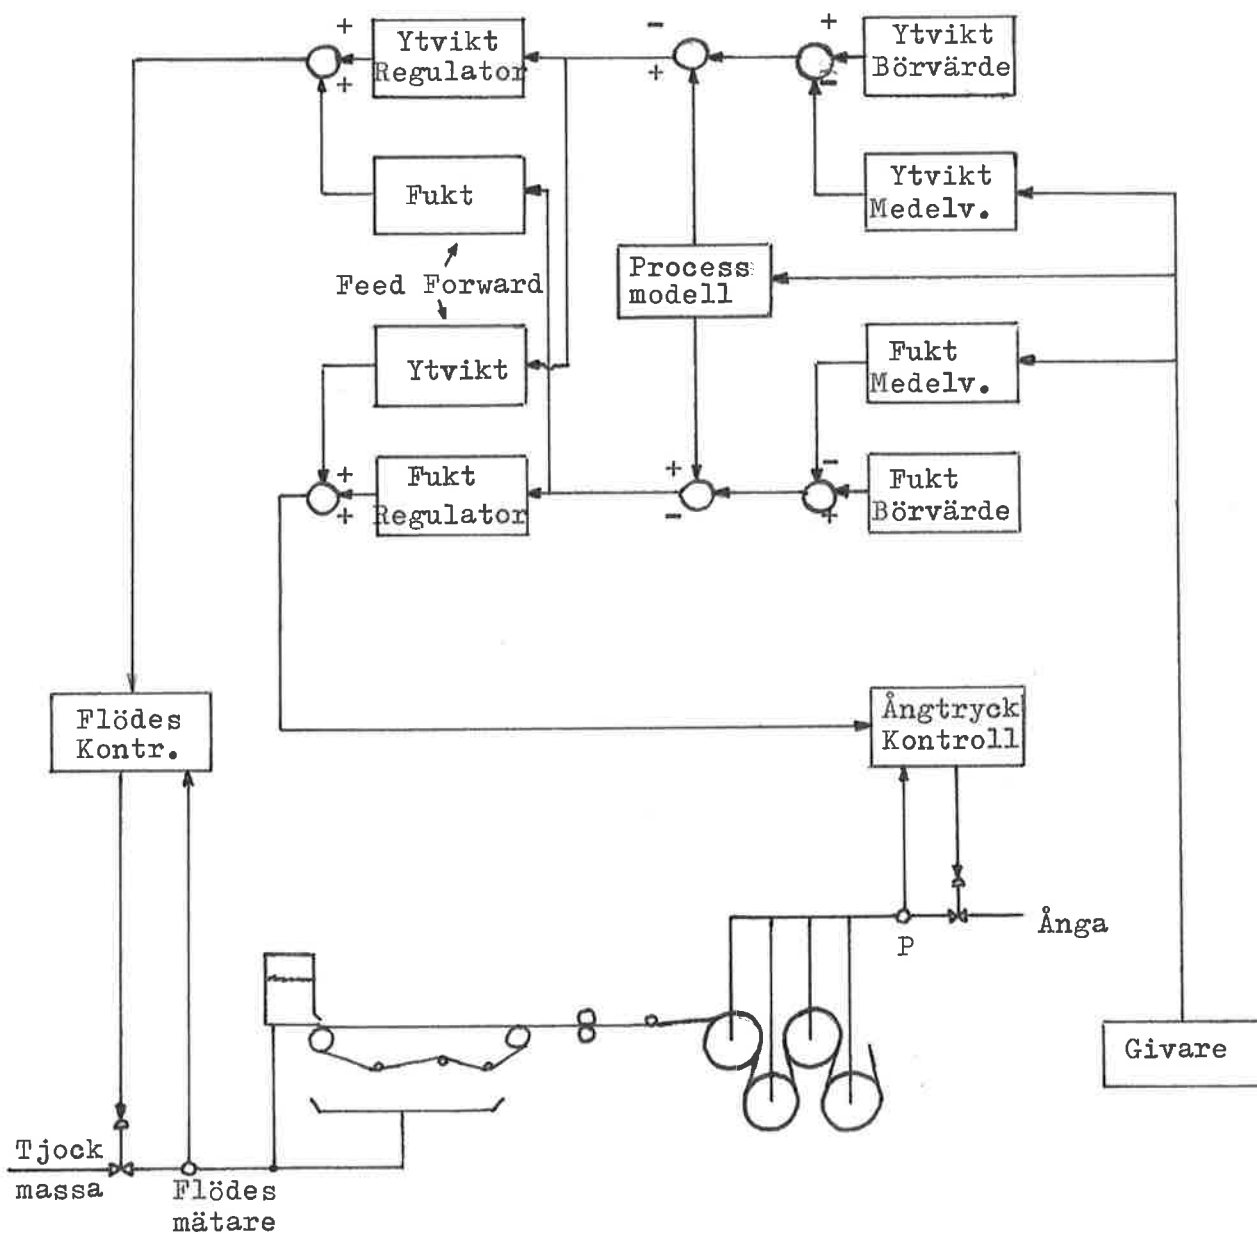 +
Ytvikt
Regulator
+
−
+
+
−
Ytvikt
Börvärde
Fukt
Ytvikt
Medelv.
Feed Forward
Process
modell
Ytvikt
Fukt
Medelv.
+
+
Fukt
Regulator
+
−
−
+
Fukt
Börvärde
Flödes
Kontr.
Ångtryck
Kontroll
P
Ånga
Givare
Tjock
massa
Flödes
mätare